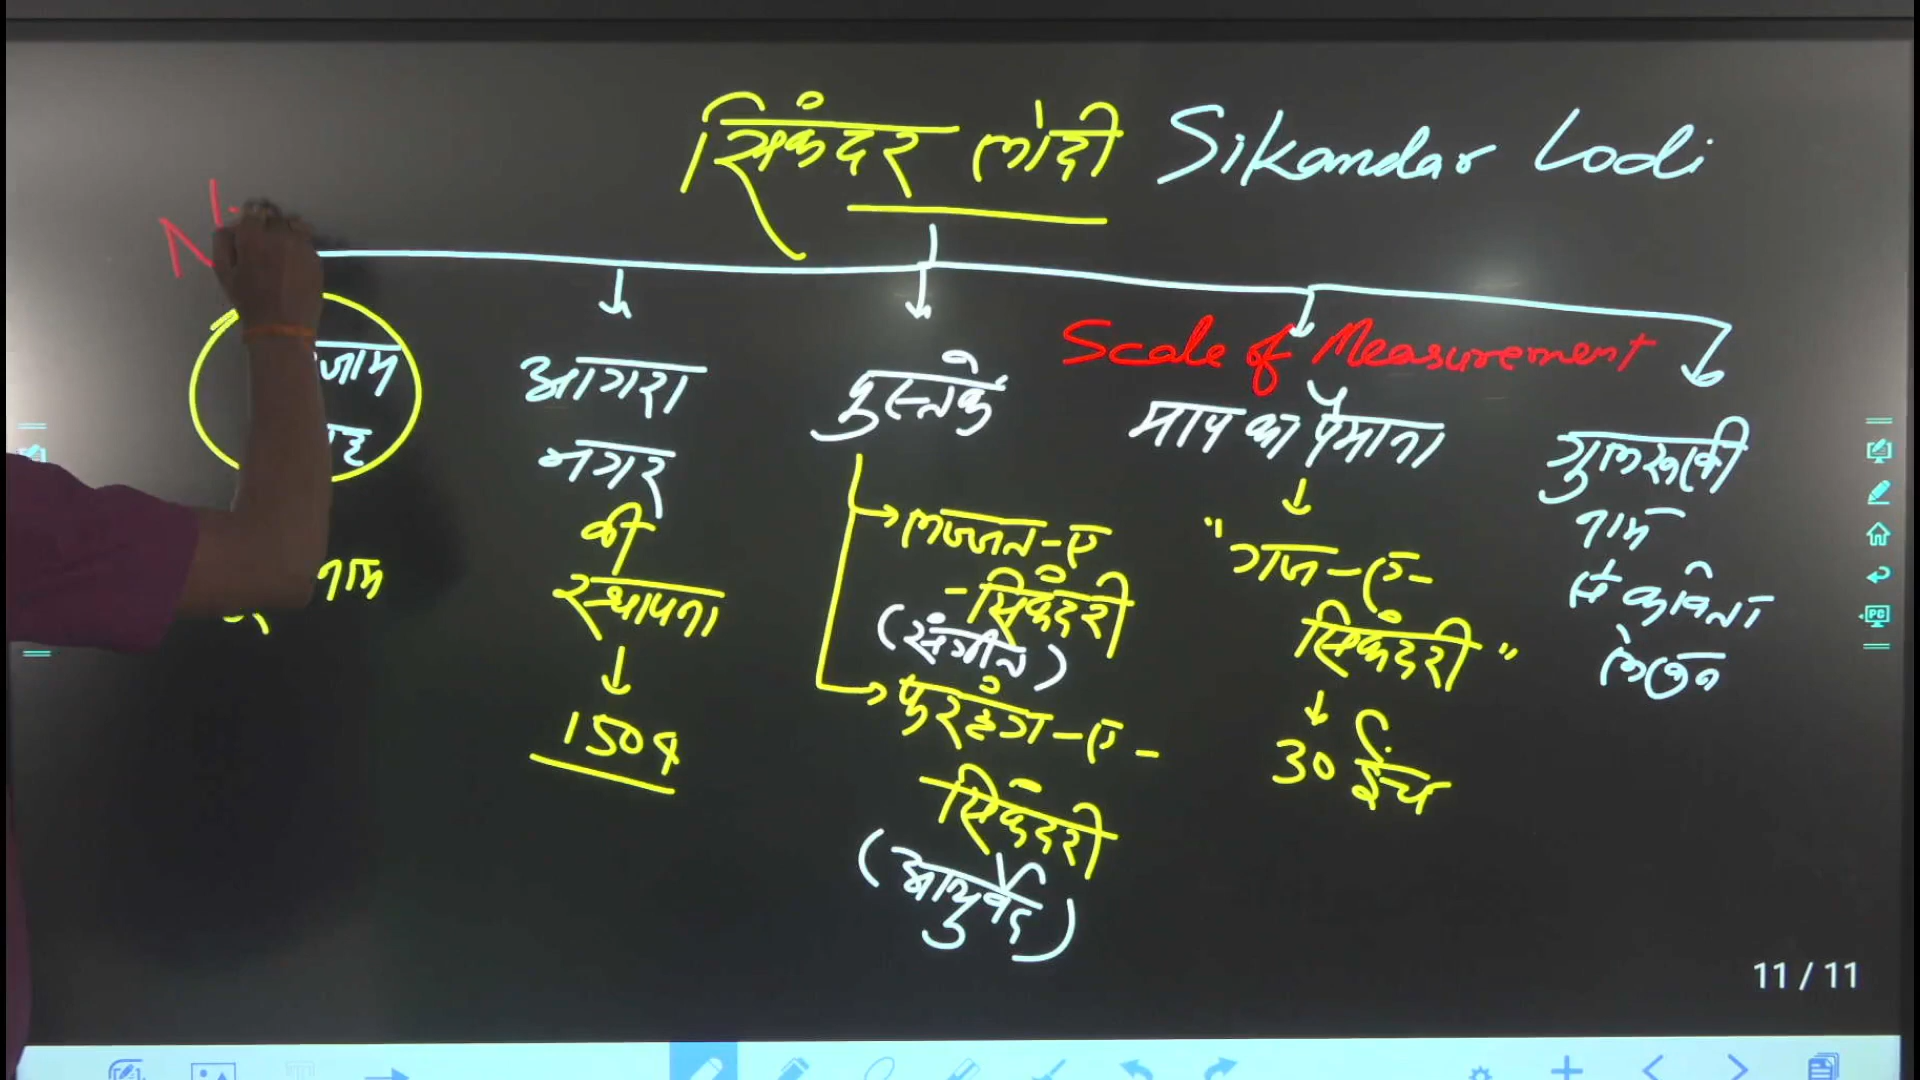 सिकंदर लोदी Sikandar Lodi
N
Scale of Measurement
आगरा
नगर
की
स्थापना
1504
पुस्तकें
लज्जत-ए
-सिकंदरी
(संगीत)
फरहंग-ए-
सिकंदरी
(आयुर्वेद)
माप का पैमाना
"गज-ए-
सिकंदरी"
30 इंच
गुलरूखी
नाम
से कविता
लेखन
नाम
11 / 11